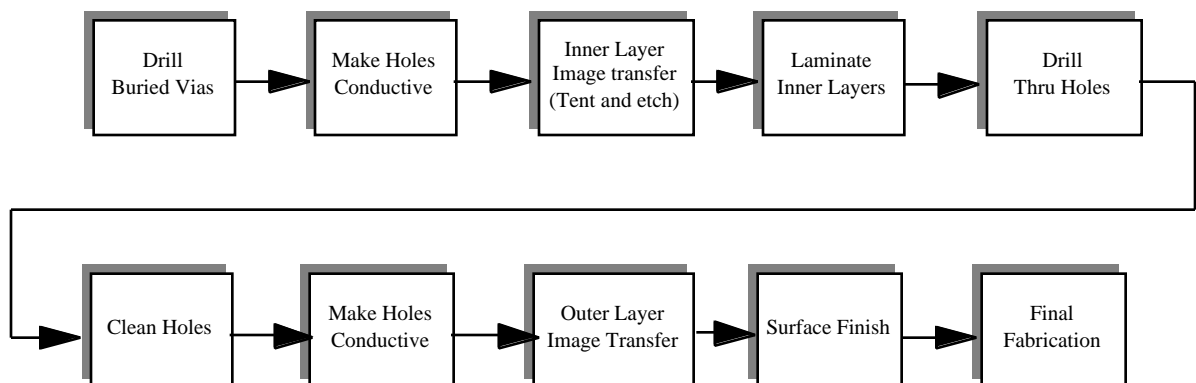 Drill
Buried Vias
Make Holes
Conductive
Inner Layer
Image transfer
(Tent and etch)
Laminate
Inner Layers
Drill
Thru Holes
Clean Holes
Make Holes
Conductive
Outer Layer
Image Transfer
Surface Finish
Final
Fabrication